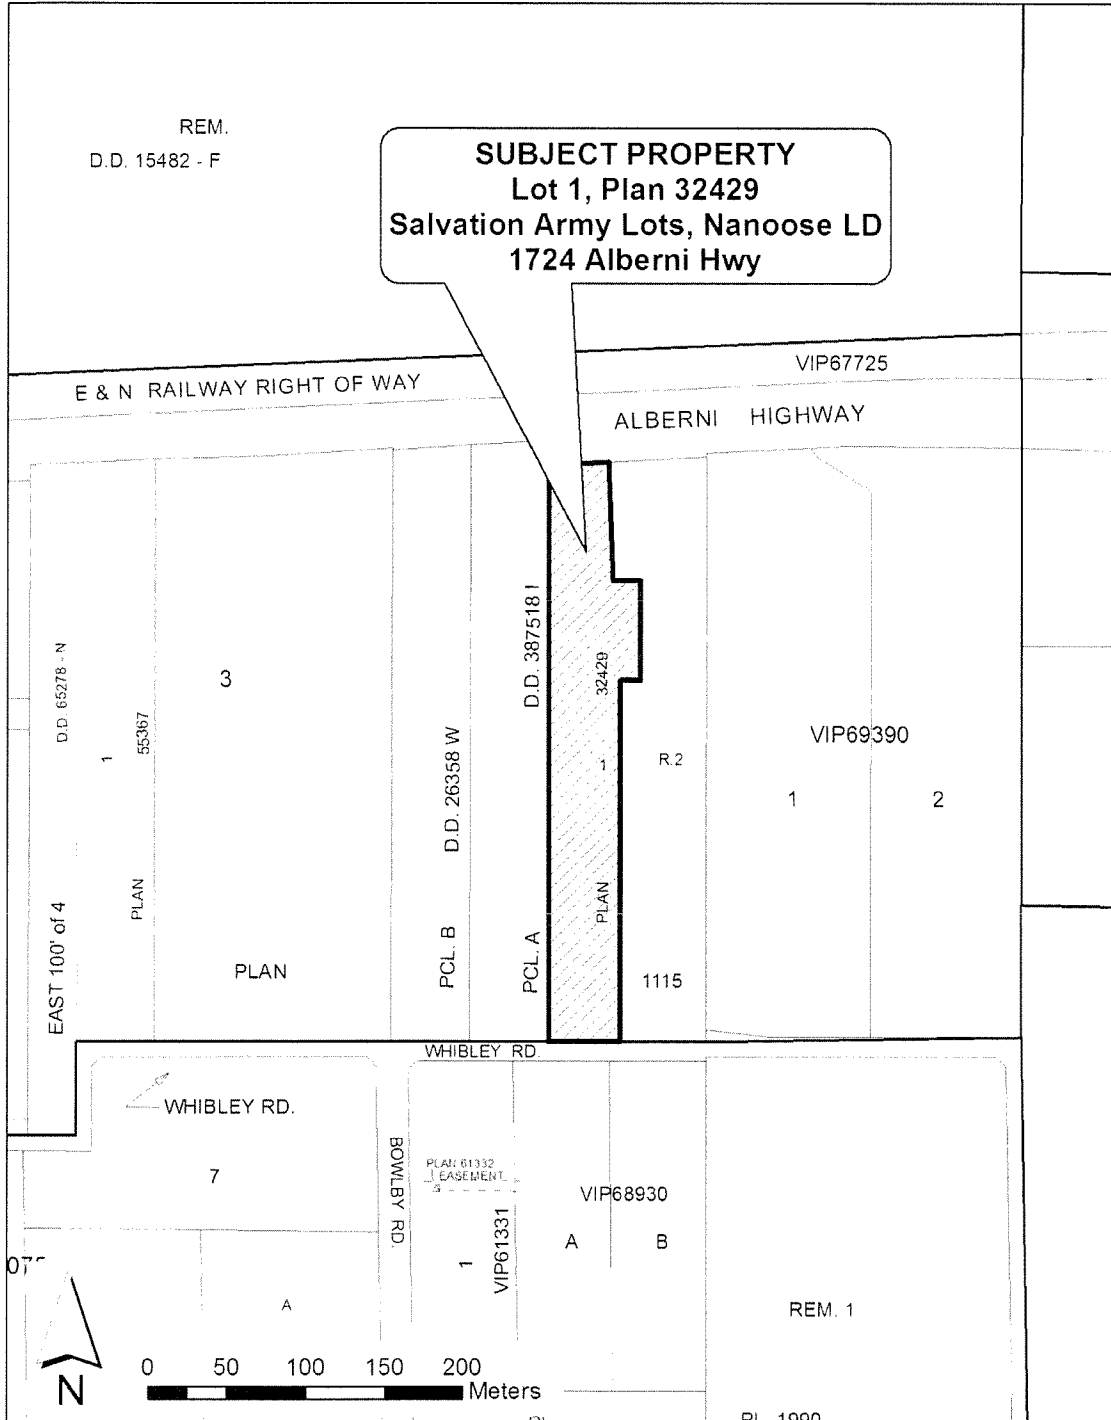 REM.
D.D. 15482 - F
SUBJECT PROPERTY
Lot 1, Plan 32429
Salvation Army Lots, Nanoose LD
1724 Alberni Hwy
VIP67725
E & N RAILWAY RIGHT OF WAY
ALBERNI HIGHWAY
D.D. 65278 - N
EAST 100' of 4
1
55367
PLAN
3
PLAN
D.D. 26358 W
PCL. B
D.D. 387518 I
PCL. A
32429
1
PLAN
R.2
1115
VIP69390
1
2
WHIBLEY RD.
WHIBLEY RD.
7
BOWLBY RD.
PLAN 61332
EASEMENT
VIP61331
1
VIP68930
A
B
A
REM. 1
N
0 50 100 150 200
Meters